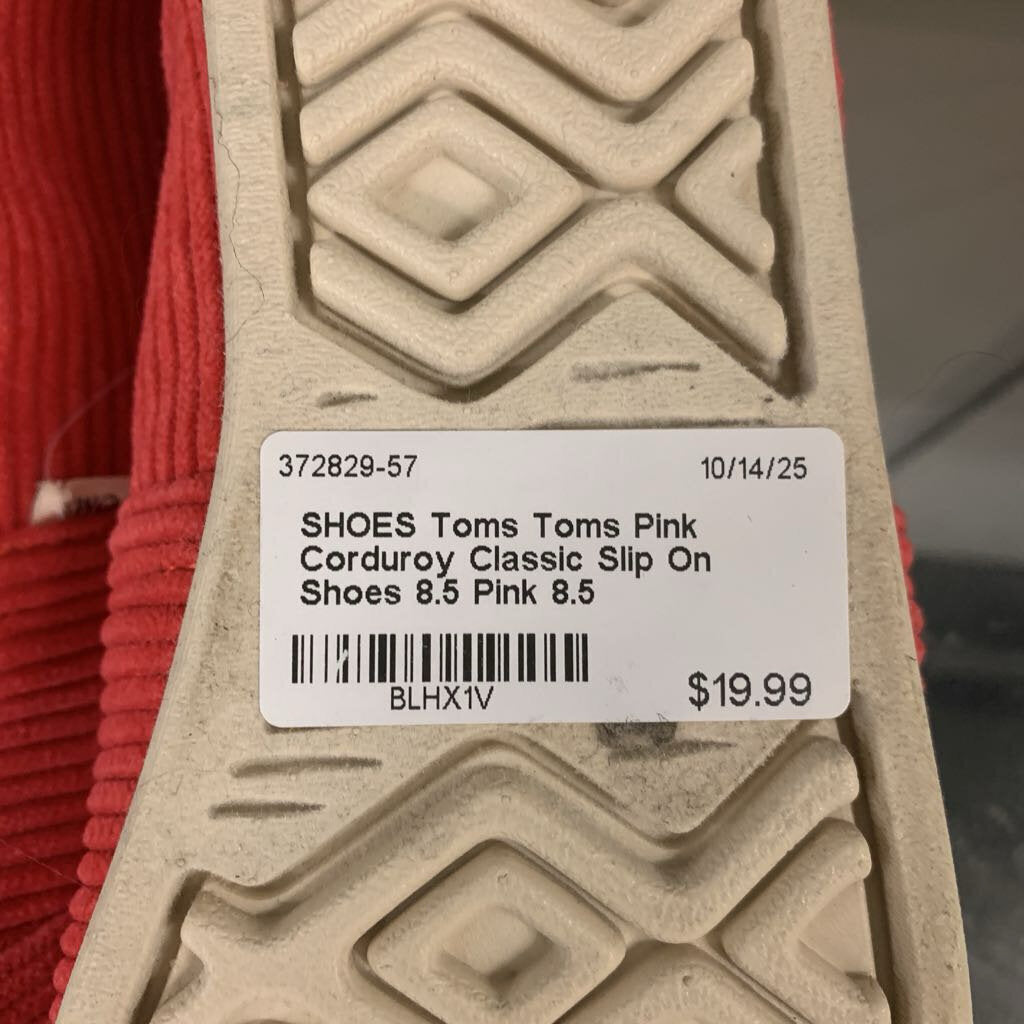 372829-57 10/14/25
SHOES Toms Toms Pink
Corduroy Classic Slip On
Shoes 8.5 Pink 8.5
BLHX1V $19.99